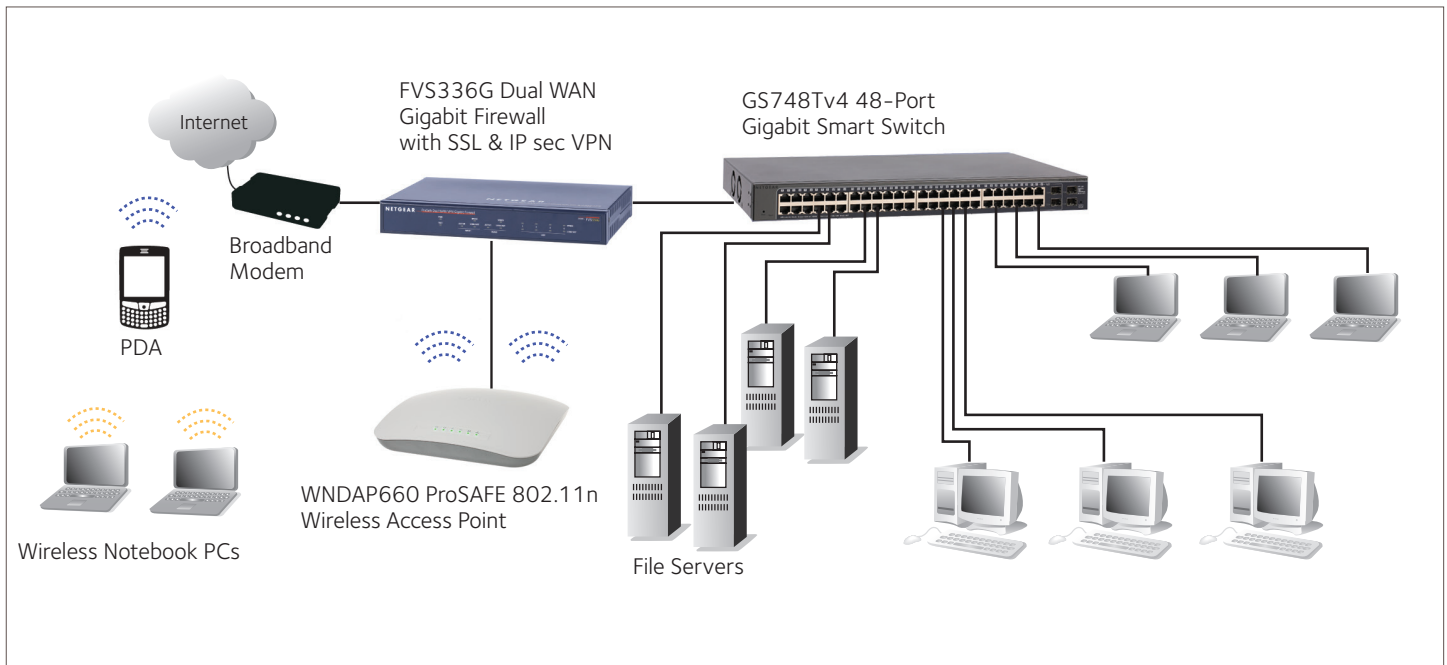 Internet
FVS336G Dual WAN
Gigabit Firewall
with SSL & IP sec VPN
GS748Tv4 48-Port
Gigabit Smart Switch
NETGEAR
Broadband
Modem
PDA
WNDAP660 ProSAFE 802.11n
Wireless Access Point
Wireless Notebook PCs
File Servers